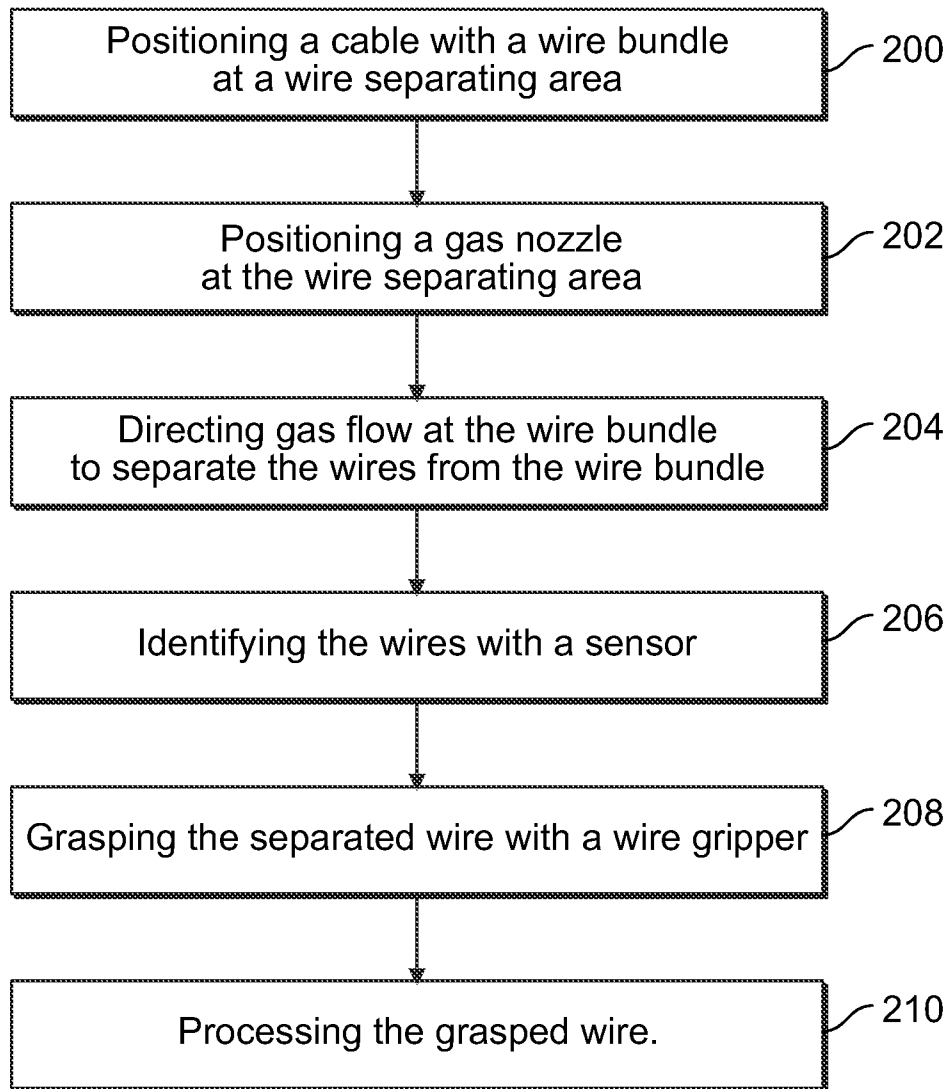 Positioning a cable with a wire bundle
at a wire separating area
200
Positioning a gas nozzle
at the wire separating area
202
Directing gas flow at the wire bundle
to separate the wires from the wire bundle
204
Identifying the wires with a sensor
206
Grasping the separated wire with a wire gripper
208
Processing the grasped wire.
210